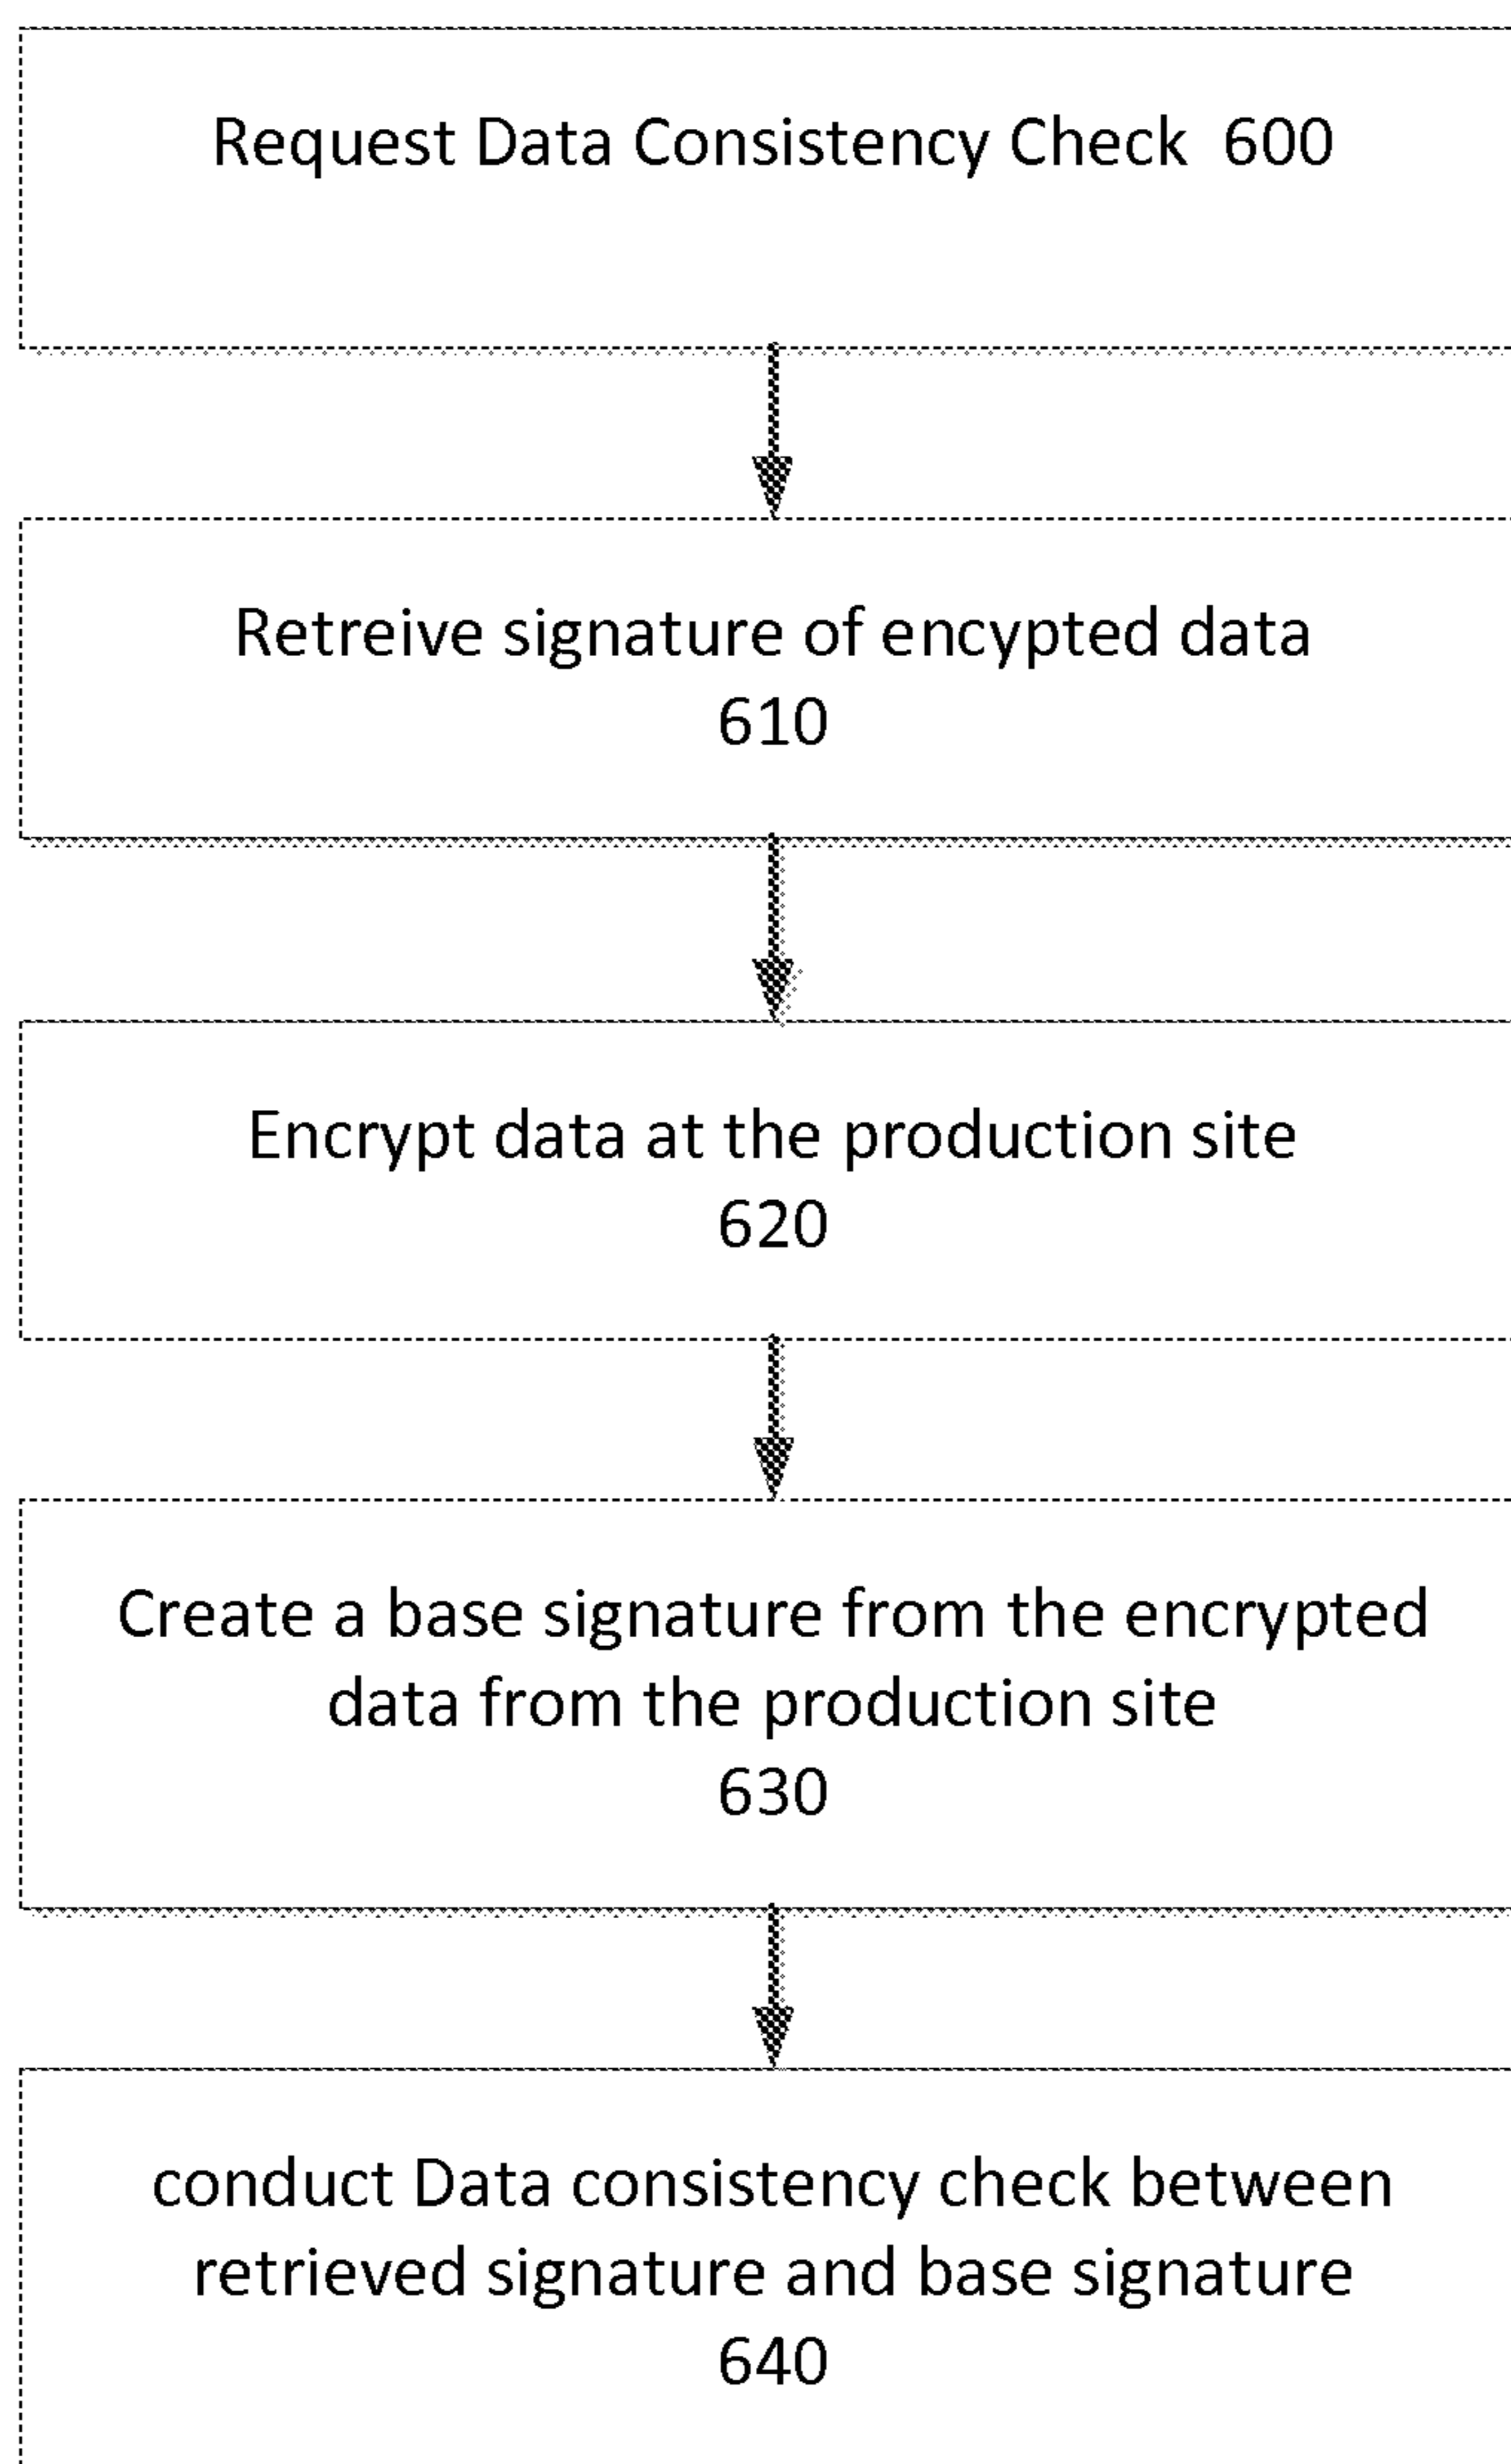 Request Data Consistency Check 600
Retreive signature of encypted data
610
Encrypt data at the production site
620
Create a base signature from the encrypted
data from the production site
630
conduct Data consistency check between
retrieved signature and base signature
640